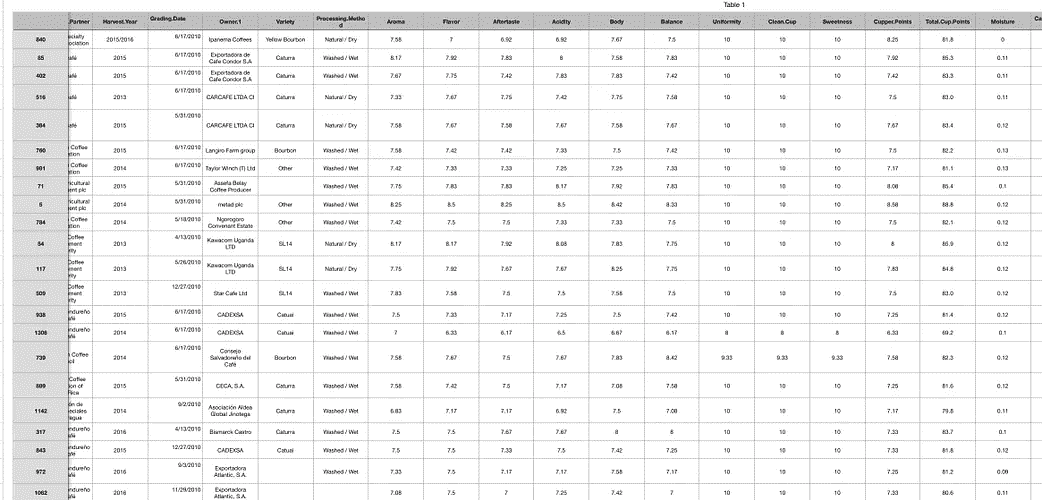 Table 1
Partner Harvest.Year Grading.Date Owner.1 Variety Processing.Method Aroma Flavor Aftertaste Acidity Body Balance Uniformity Clean.Cup Sweetness Cupper.Points Total.Cup.Points Moisture Ca
840 ecialty ociation 2015/2016 6/17/2010 Ipanema Coffees Yellow Bourbon Natural / Dry 7.58 7 6.92 6.92 7.67 7.5 10 10 10 8.25 81.8 0
85 afé 2015 6/17/2010 Exportadora de Cafe Condor S.A Caturra Washed / Wet 8.17 7.92 7.83 8 7.58 7.83 10 10 10 7.92 85.3 0.11
402 afé 2015 6/17/2010 Exportadora de Cafe Condor S.A Caturra Washed / Wet 7.67 7.75 7.42 7.83 7.83 7.42 10 10 10 7.42 83.3 0.11
516 afé 2013 6/17/2010 CARCAFE LTDA CI Caturra Natural / Dry 7.33 7.67 7.75 7.42 7.75 7.58 10 10 10 7.5 83.0 0.11
384 afé 2015 5/31/2010 CARCAFE LTDA CI Caturra Natural / Dry 7.58 7.67 7.58 7.67 7.58 7.67 10 10 10 7.67 83.4 0.12
760 Coffee ation 2015 6/17/2010 Langiro Farm group Bourbon Washed / Wet 7.58 7.42 7.42 7.33 7.5 7.42 10 10 10 7.5 82.2 0.13
981 Coffee ation 2014 6/17/2010 Taylor Winch (T) Ltd Other Washed / Wet 7.42 7.33 7.33 7.25 7.25 7.33 10 10 10 7.17 81.1 0.13
71 ricultural ent plc 2015 5/31/2010 Assefa Belay Coffee Producer Washed / Wet 7.75 7.83 7.83 8.17 7.92 7.83 10 10 10 8.08 85.4 0.1
5 ricultural ent plc 2014 5/31/2010 metad plc Other Washed / Wet 8.25 8.5 8.25 8.5 8.42 8.33 10 10 10 8.58 88.8 0.12
784 Coffee ation 2014 5/18/2010 Ngorogoro Convenant Estate Other Washed / Wet 7.42 7.5 7.5 7.33 7.33 7.5 10 10 10 7.5 82.1 0.12
54 Coffee ment rity 2013 4/13/2010 Kawacom Uganda LTD SL14 Natural / Dry 8.17 8.17 7.92 8.08 7.83 7.75 10 10 10 8 85.9 0.12
117 Coffee ment rity 2013 5/26/2010 Kawacom Uganda LTD SL14 Natural / Dry 7.75 7.92 7.67 7.67 8.25 7.75 10 10 10 7.83 84.8 0.12
509 Coffee ment rity 2013 12/27/2010 Star Cafe Ltd SL14 Washed / Wet 7.83 7.58 7.5 7.5 7.58 7.5 10 10 10 7.5 83.0 0.12
938 ndureño afé 2015 6/17/2010 CADEXSA Catuai Washed / Wet 7.5 7.33 7.17 7.25 7.5 7.42 10 10 10 7.25 81.4 0.12
1308 ndureño afé 2014 6/17/2010 CADEXSA Catuai Washed / Wet 7 6.33 6.17 6.5 6.67 6.17 8 8 8 6.33 69.2 0.1
739 Coffee cil 2014 6/17/2010 Consejo Salvadoreño del Café Bourbon Washed / Wet 7.58 7.67 7.5 7.67 7.83 8.42 9.33 9.33 9.33 7.58 82.3 0.12
889 Coffee ion of Rica 2015 5/31/2010 CECA, S.A. Caturra Washed / Wet 7.58 7.42 7.5 7.17 7.08 7.58 10 10 10 7.25 81.6 0.12
1142 ón de eciales agua 2014 9/2/2010 Asociación Aldea Global Jinotega Caturra Washed / Wet 6.83 7.17 7.17 6.92 7.5 7.08 10 10 10 7.17 79.8 0.11
317 ndureño afé 2016 4/13/2010 Bismarck Castro Caturra Washed / Wet 7.5 7.5 7.67 7.67 8 8 10 10 10 7.33 83.7 0.1
843 ndureño afé 2015 12/27/2010 CADEXSA Catuai Washed / Wet 7.5 7.5 7.33 7.5 7.42 7.25 10 10 10 7.33 81.8 0.12
972 ndureño afé 2016 9/3/2010 Exportadora Atlantic, S.A. Washed / Wet 7.33 7.5 7.17 7.17 7.58 7.17 10 10 10 7.25 81.2 0.09
1062 ndureño afé 2016 11/29/2010 Exportadora Atlantic, S.A. 7.08 7.5 7 7.25 7.42 7 10 10 10 7.33 80.6 0.11